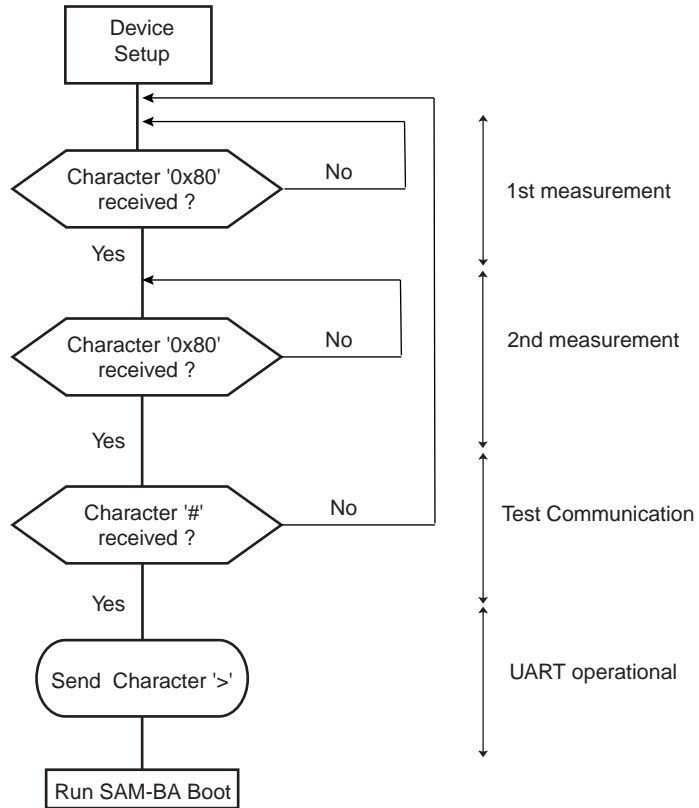 Device
Setup
Character '0x80'
received ?
No
1st measurement
Yes
Character '0x80'
received ?
No
2nd measurement
Yes
Character '#'
received ?
No
Test Communication
Yes
Send Character '>'
UART operational
Run SAM-BA Boot